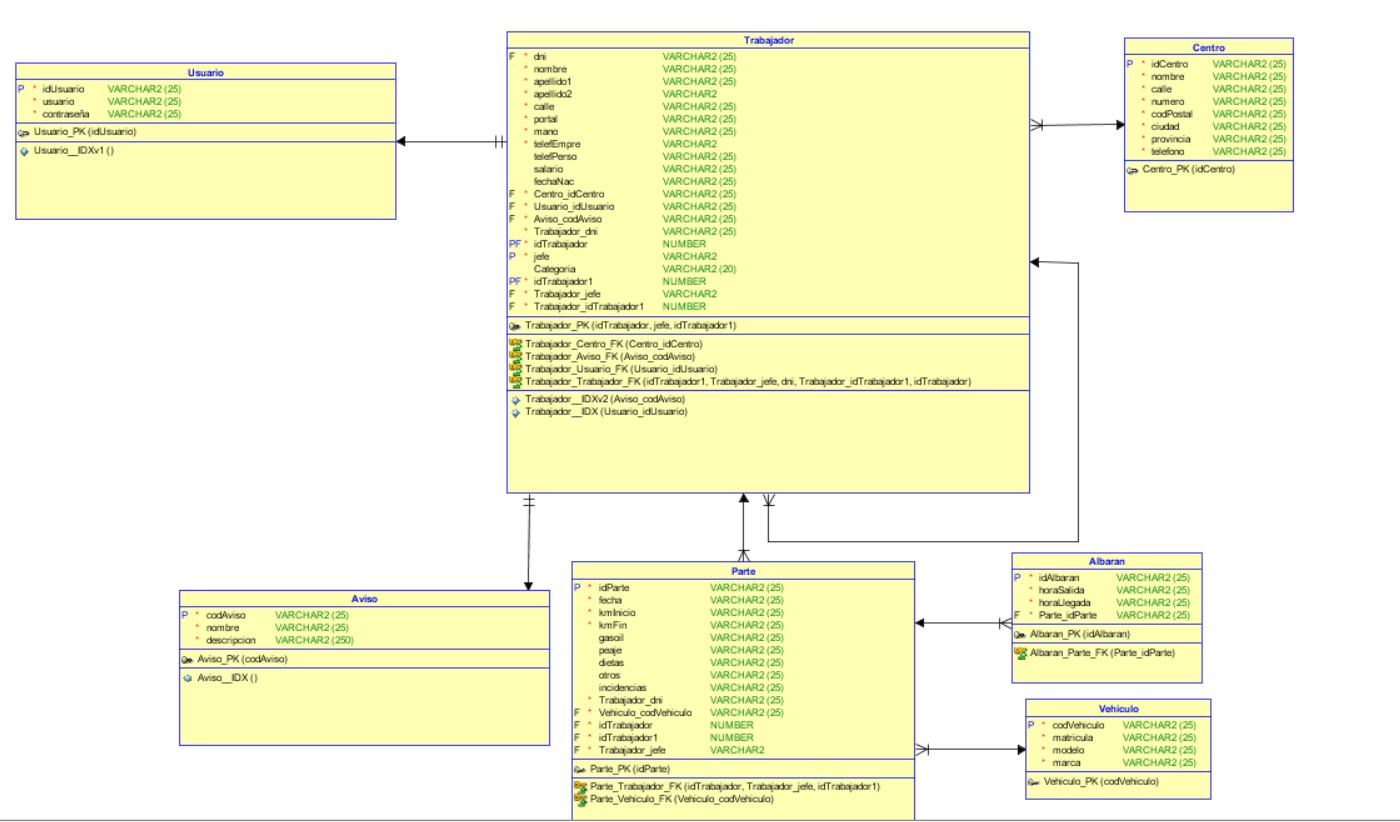 Usuario
P * idUsuario VARCHAR2 (25)
* usuario VARCHAR2 (25)
* contraseña VARCHAR2 (25)
Usuario_PK (idUsuario)
Usuario__IDXv1 ()
Trabajador
F * dni VARCHAR2 (25)
* nombre VARCHAR2 (25)
* apellido1 VARCHAR2 (25)
* apellido2 VARCHAR2
* calle VARCHAR2 (25)
* portal VARCHAR2 (25)
* mano VARCHAR2 (25)
* telefEmpre VARCHAR2
telefPerso VARCHAR2 (25)
salario VARCHAR2 (25)
fechaNac VARCHAR2 (25)
F * Centro_idCentro VARCHAR2 (25)
F * Usuario_idUsuario VARCHAR2 (25)
F * Aviso_codAviso VARCHAR2 (25)
* Trabajador_dni VARCHAR2 (25)
PF * idTrabajador NUMBER
P * jefe VARCHAR2
Categoria VARCHAR2 (20)
PF * idTrabajador1 NUMBER
F * Trabajador_jefe VARCHAR2
F * Trabajador_idTrabajador1 NUMBER
Trabajador_PK (idTrabajador, jefe, idTrabajador1)
Trabajador_Centro_FK (Centro_idCentro)
Trabajador_Aviso_FK (Aviso_codAviso)
Trabajador_Usuario_FK (Usuario_idUsuario)
Trabajador_Trabajador_FK (idTrabajador1, Trabajador_jefe, dni, Trabajador_idTrabajador1, idTrabajador)
Trabajador__IDXv2 (Aviso_codAviso)
Trabajador__IDX (Usuario_idUsuario)
Centro
P * idCentro VARCHAR2 (25)
* nombre VARCHAR2 (25)
* calle VARCHAR2 (25)
* numero VARCHAR2 (25)
* codPostal VARCHAR2 (25)
* ciudad VARCHAR2 (25)
* provincia VARCHAR2 (25)
* telefono VARCHAR2 (25)
Centro_PK (idCentro)
Aviso
P * codAviso VARCHAR2 (25)
* nombre VARCHAR2 (25)
* descripcion VARCHAR2 (250)
Aviso_PK (codAviso)
Aviso__IDX ()
Parte
P * idParte VARCHAR2 (25)
* fecha VARCHAR2 (25)
* kmInicio VARCHAR2 (25)
* kmFin VARCHAR2 (25)
gasoil VARCHAR2 (25)
peaje VARCHAR2 (25)
dietas VARCHAR2 (25)
otros VARCHAR2 (25)
incidencias VARCHAR2 (25)
* Trabajador_dni VARCHAR2 (25)
F * Vehiculo_codVehiculo VARCHAR2 (25)
F * idTrabajador NUMBER
F * idTrabajador1 NUMBER
F * Trabajador_jefe VARCHAR2
Parte_PK (idParte)
Parte_Trabajador_FK (idTrabajador, Trabajador_jefe, idTrabajador1)
Parte_Vehiculo_FK (Vehiculo_codVehiculo)
Albaran
P * idAlbaran VARCHAR2 (25)
* horaSalida VARCHAR2 (25)
* horaLlegada VARCHAR2 (25)
F * Parte_idParte VARCHAR2 (25)
Albaran_PK (idAlbaran)
Albaran_Parte_FK (Parte_idParte)
Vehiculo
P * codVehiculo VARCHAR2 (25)
* matricula VARCHAR2 (25)
* modelo VARCHAR2 (25)
* marca VARCHAR2 (25)
Vehiculo_PK (codVehiculo)